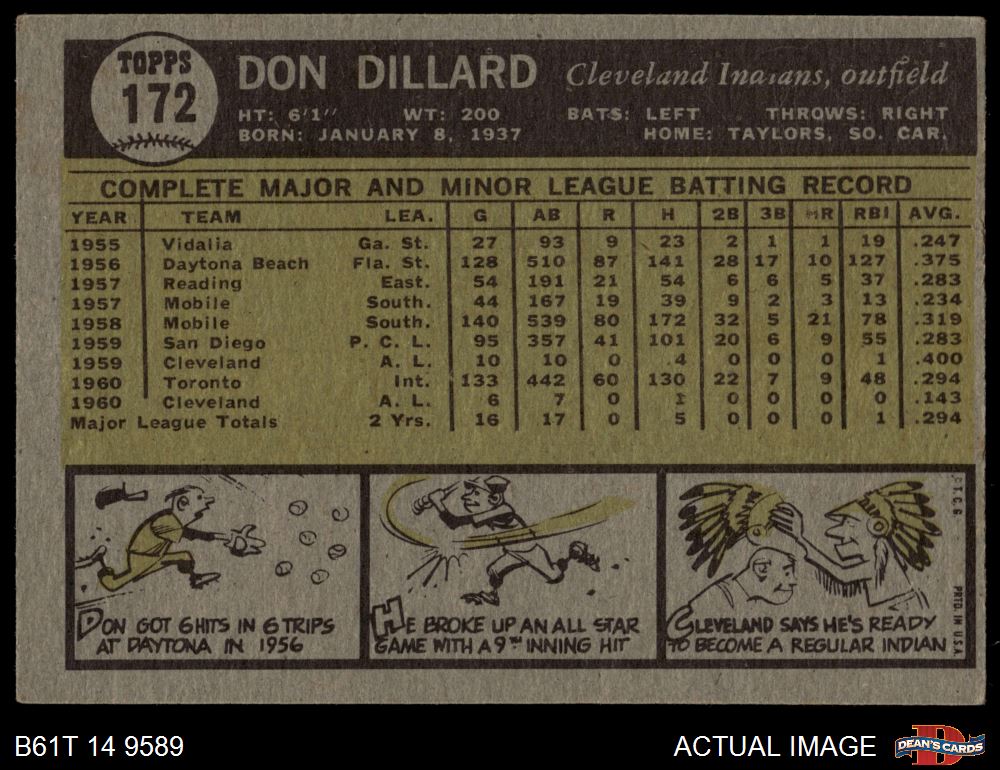 TOPPS
172
DON DILLARD Cleveland Indians, outfield
HT: 6'1" WT: 200 BATS: LEFT THROWS: RIGHT
BORN: JANUARY 8, 1937 HOME: TAYLORS, SO. CAR.
COMPLETE MAJOR AND MINOR LEAGUE BATTING RECORD
YEAR TEAM LEA. G AB R H 2B 3B HR RBI AVG.
1955 Vidalia Ga. St. 27 93 9 23 2 1 1 19 .247
1956 Daytona Beach Fla. St. 128 510 87 141 28 17 10 127 .375
1957 Reading East. 54 191 21 54 6 6 5 37 .283
1957 Mobile South. 44 167 19 39 9 2 3 13 .234
1958 Mobile South. 140 539 80 172 32 5 21 78 .319
1959 San Diego P. C. L. 95 357 41 101 20 6 9 55 .283
1959 Cleveland A. L. 10 10 0 4 0 0 0 1 .400
1960 Toronto Int. 133 442 60 130 22 7 9 48 .294
1960 Cleveland A. L. 6 7 0 1 0 0 0 0 .143
Major League Totals 2 Yrs. 16 17 0 5 0 0 0 1 .294
DON GOT 6 HITS IN 6 TRIPS
AT DAYTONA IN 1956
HE BROKE UP AN ALL STAR
GAME WITH A 9TH INNING HIT
CLEVELAND SAYS HE'S READY
TO BECOME A REGULAR INDIAN
T.C.G.
PRTD. IN U.S.A.
B61T 14 9589
ACTUAL IMAGE
DEAN'S CARDS